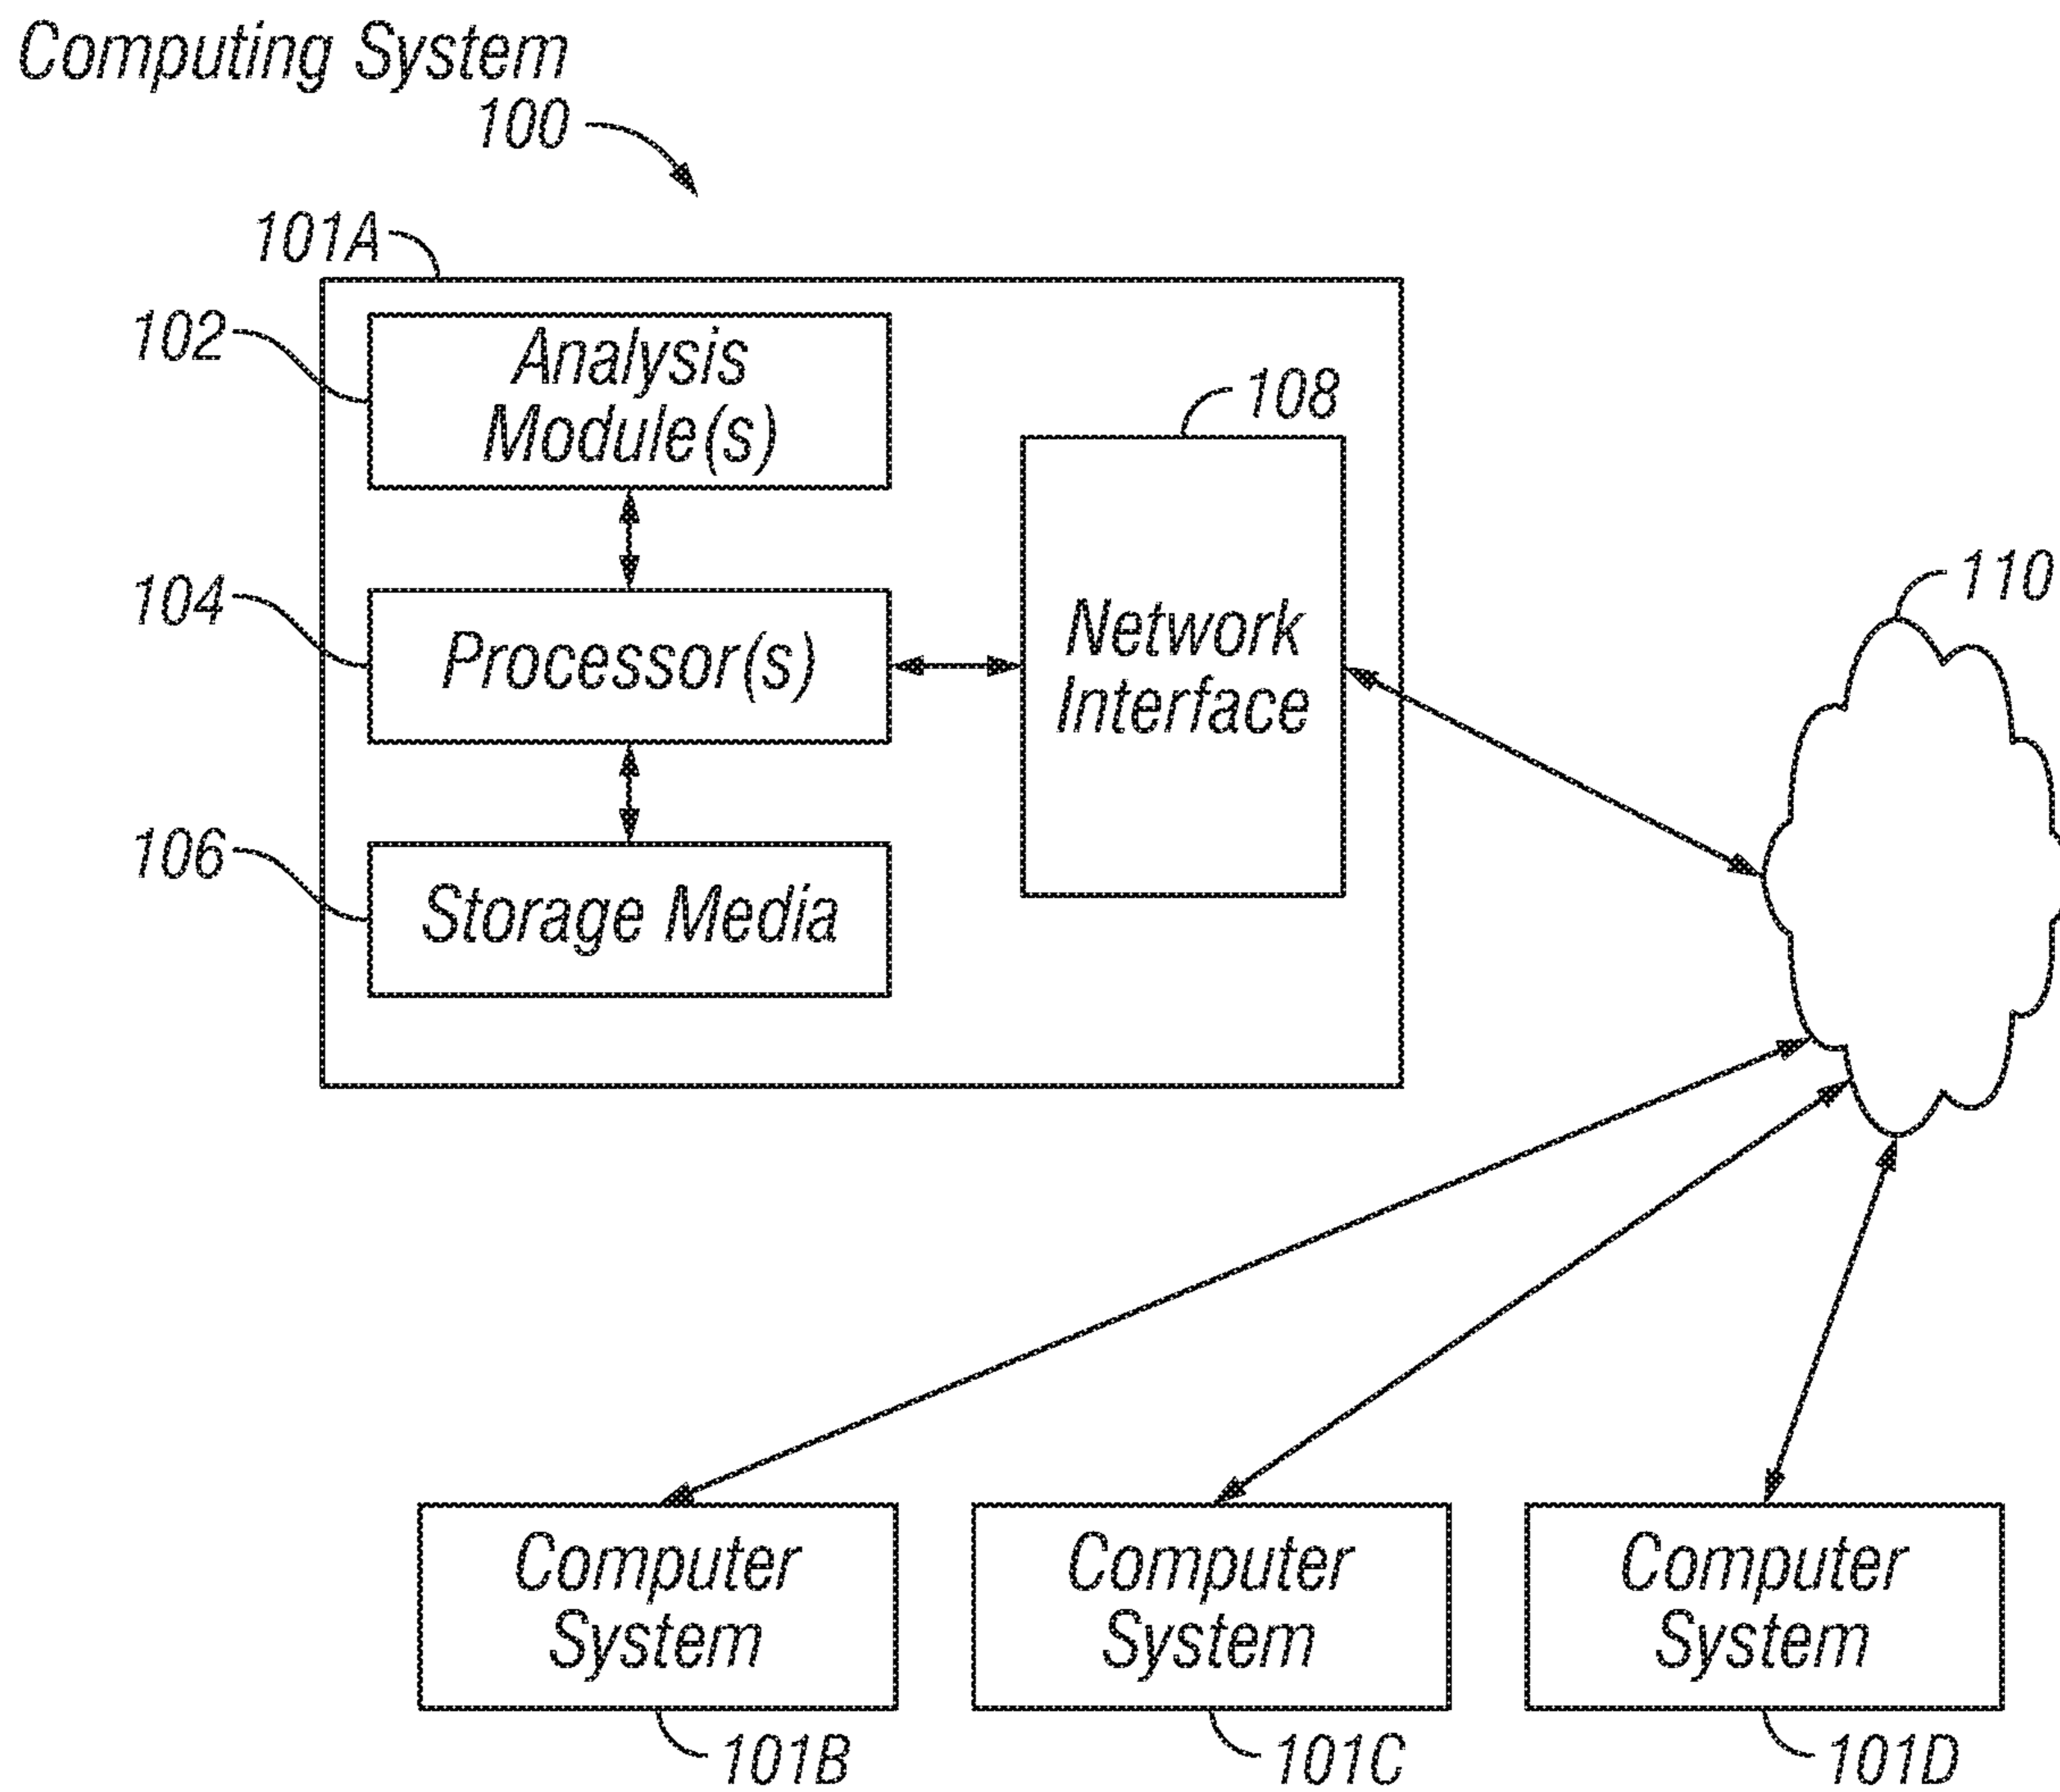 Computing System
100
101A
102
Analysis
Module(s)
108
104
Processor(s)
Network
Interface
110
106
Storage Media
Computer
System
Computer
System
Computer
System
101B
101C
101D